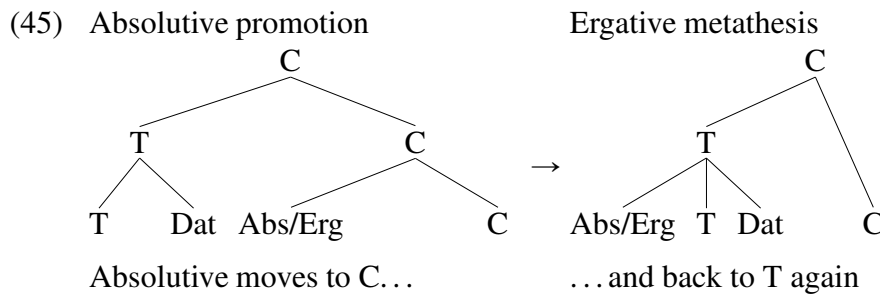 (45) Absolutive promotion Ergative metathesis
C C
T C → T
T Dat Abs/Erg C Abs/Erg T Dat C
Absolutive moves to C... ...and back to T again